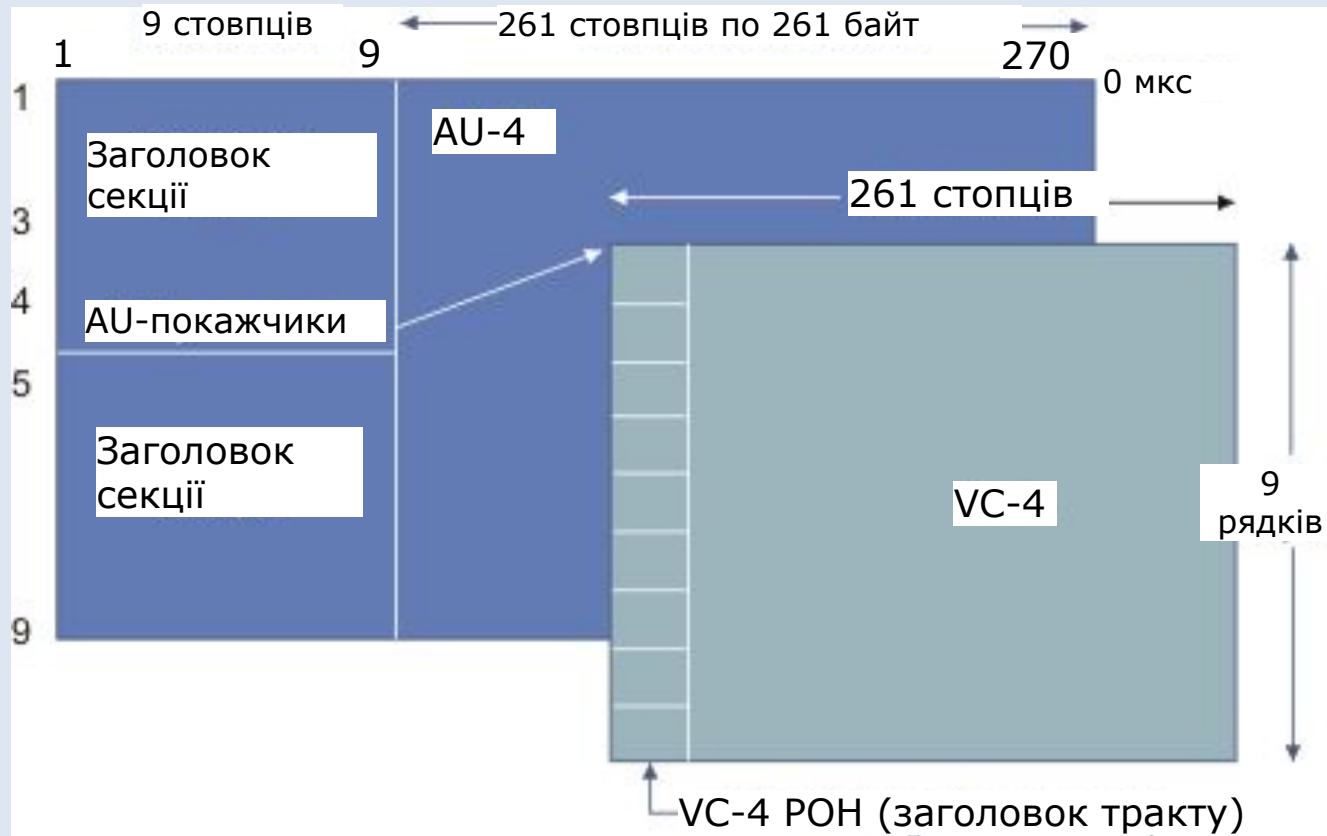 9 стовпців
261 стовпців по 261 байт
1
9
270
0 мкс
1
Заголовок
секції
AU-4
3
261 стопців
4
AU-покажчики
5
Заголовок
секції
VC-4
9
рядків
9
VC-4 POH (заголовок тракту)